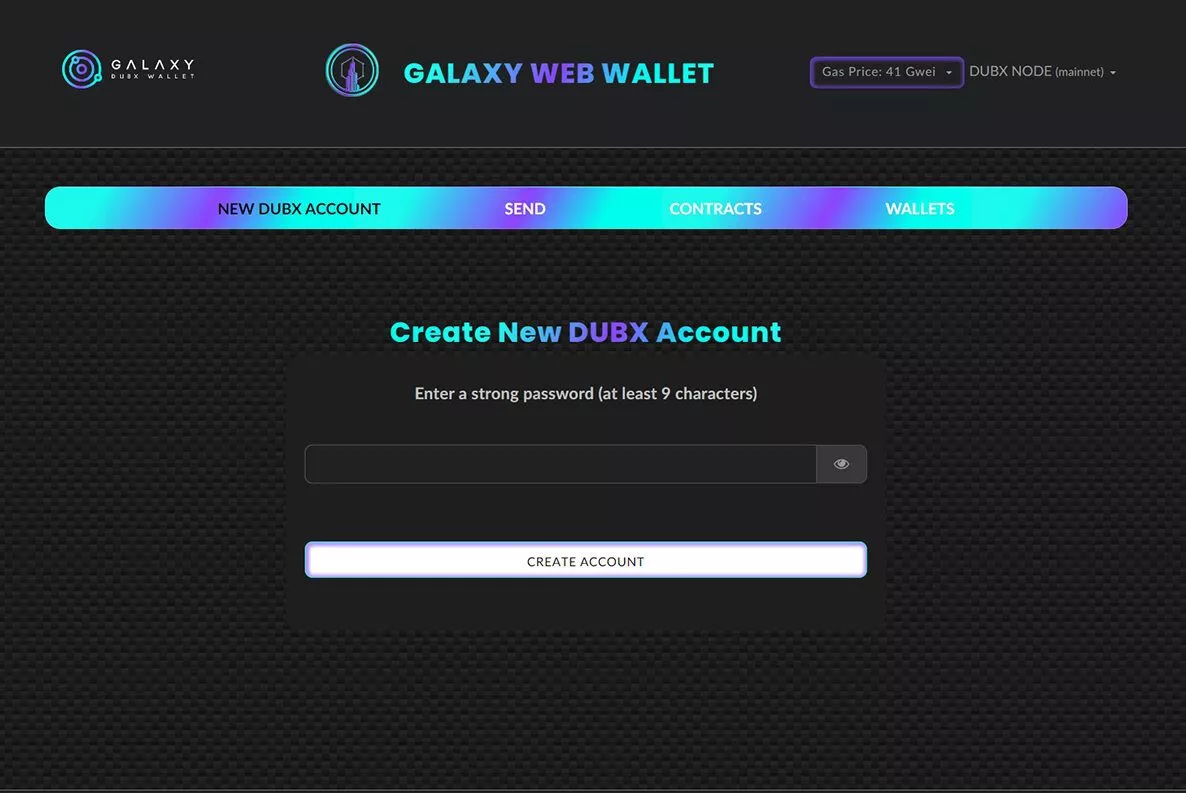 GALAXY
DUBX WALLET
GALAXY WEB WALLET
Gas Price: 41 Gwei
DUBX NODE (mainnet)
NEW DUBX ACCOUNT
SEND
CONTRACTS
WALLETS
Create New DUBX Account
Enter a strong password (at least 9 characters)
CREATE ACCOUNT